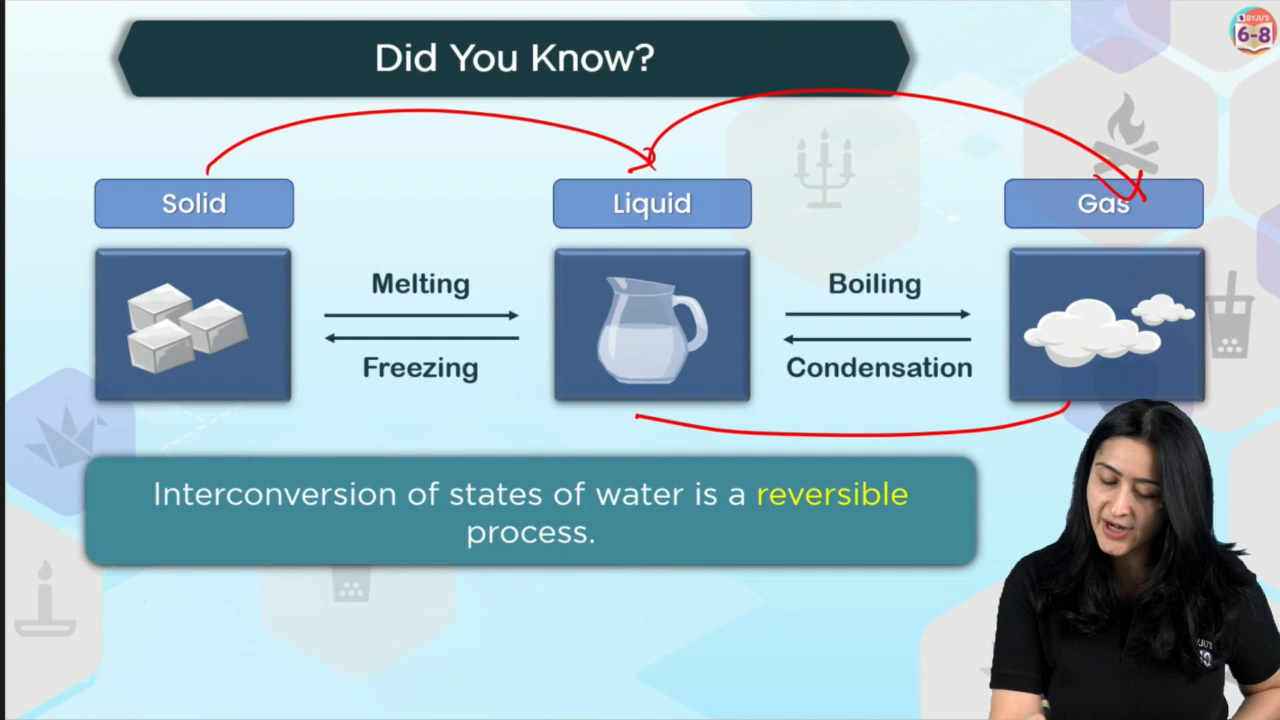 BYJU'S
6-8
Did You Know?
Solid
Liquid
Gas
Melting
Boiling
Freezing
Condensation
Interconversion of states of water is a reversible
process.